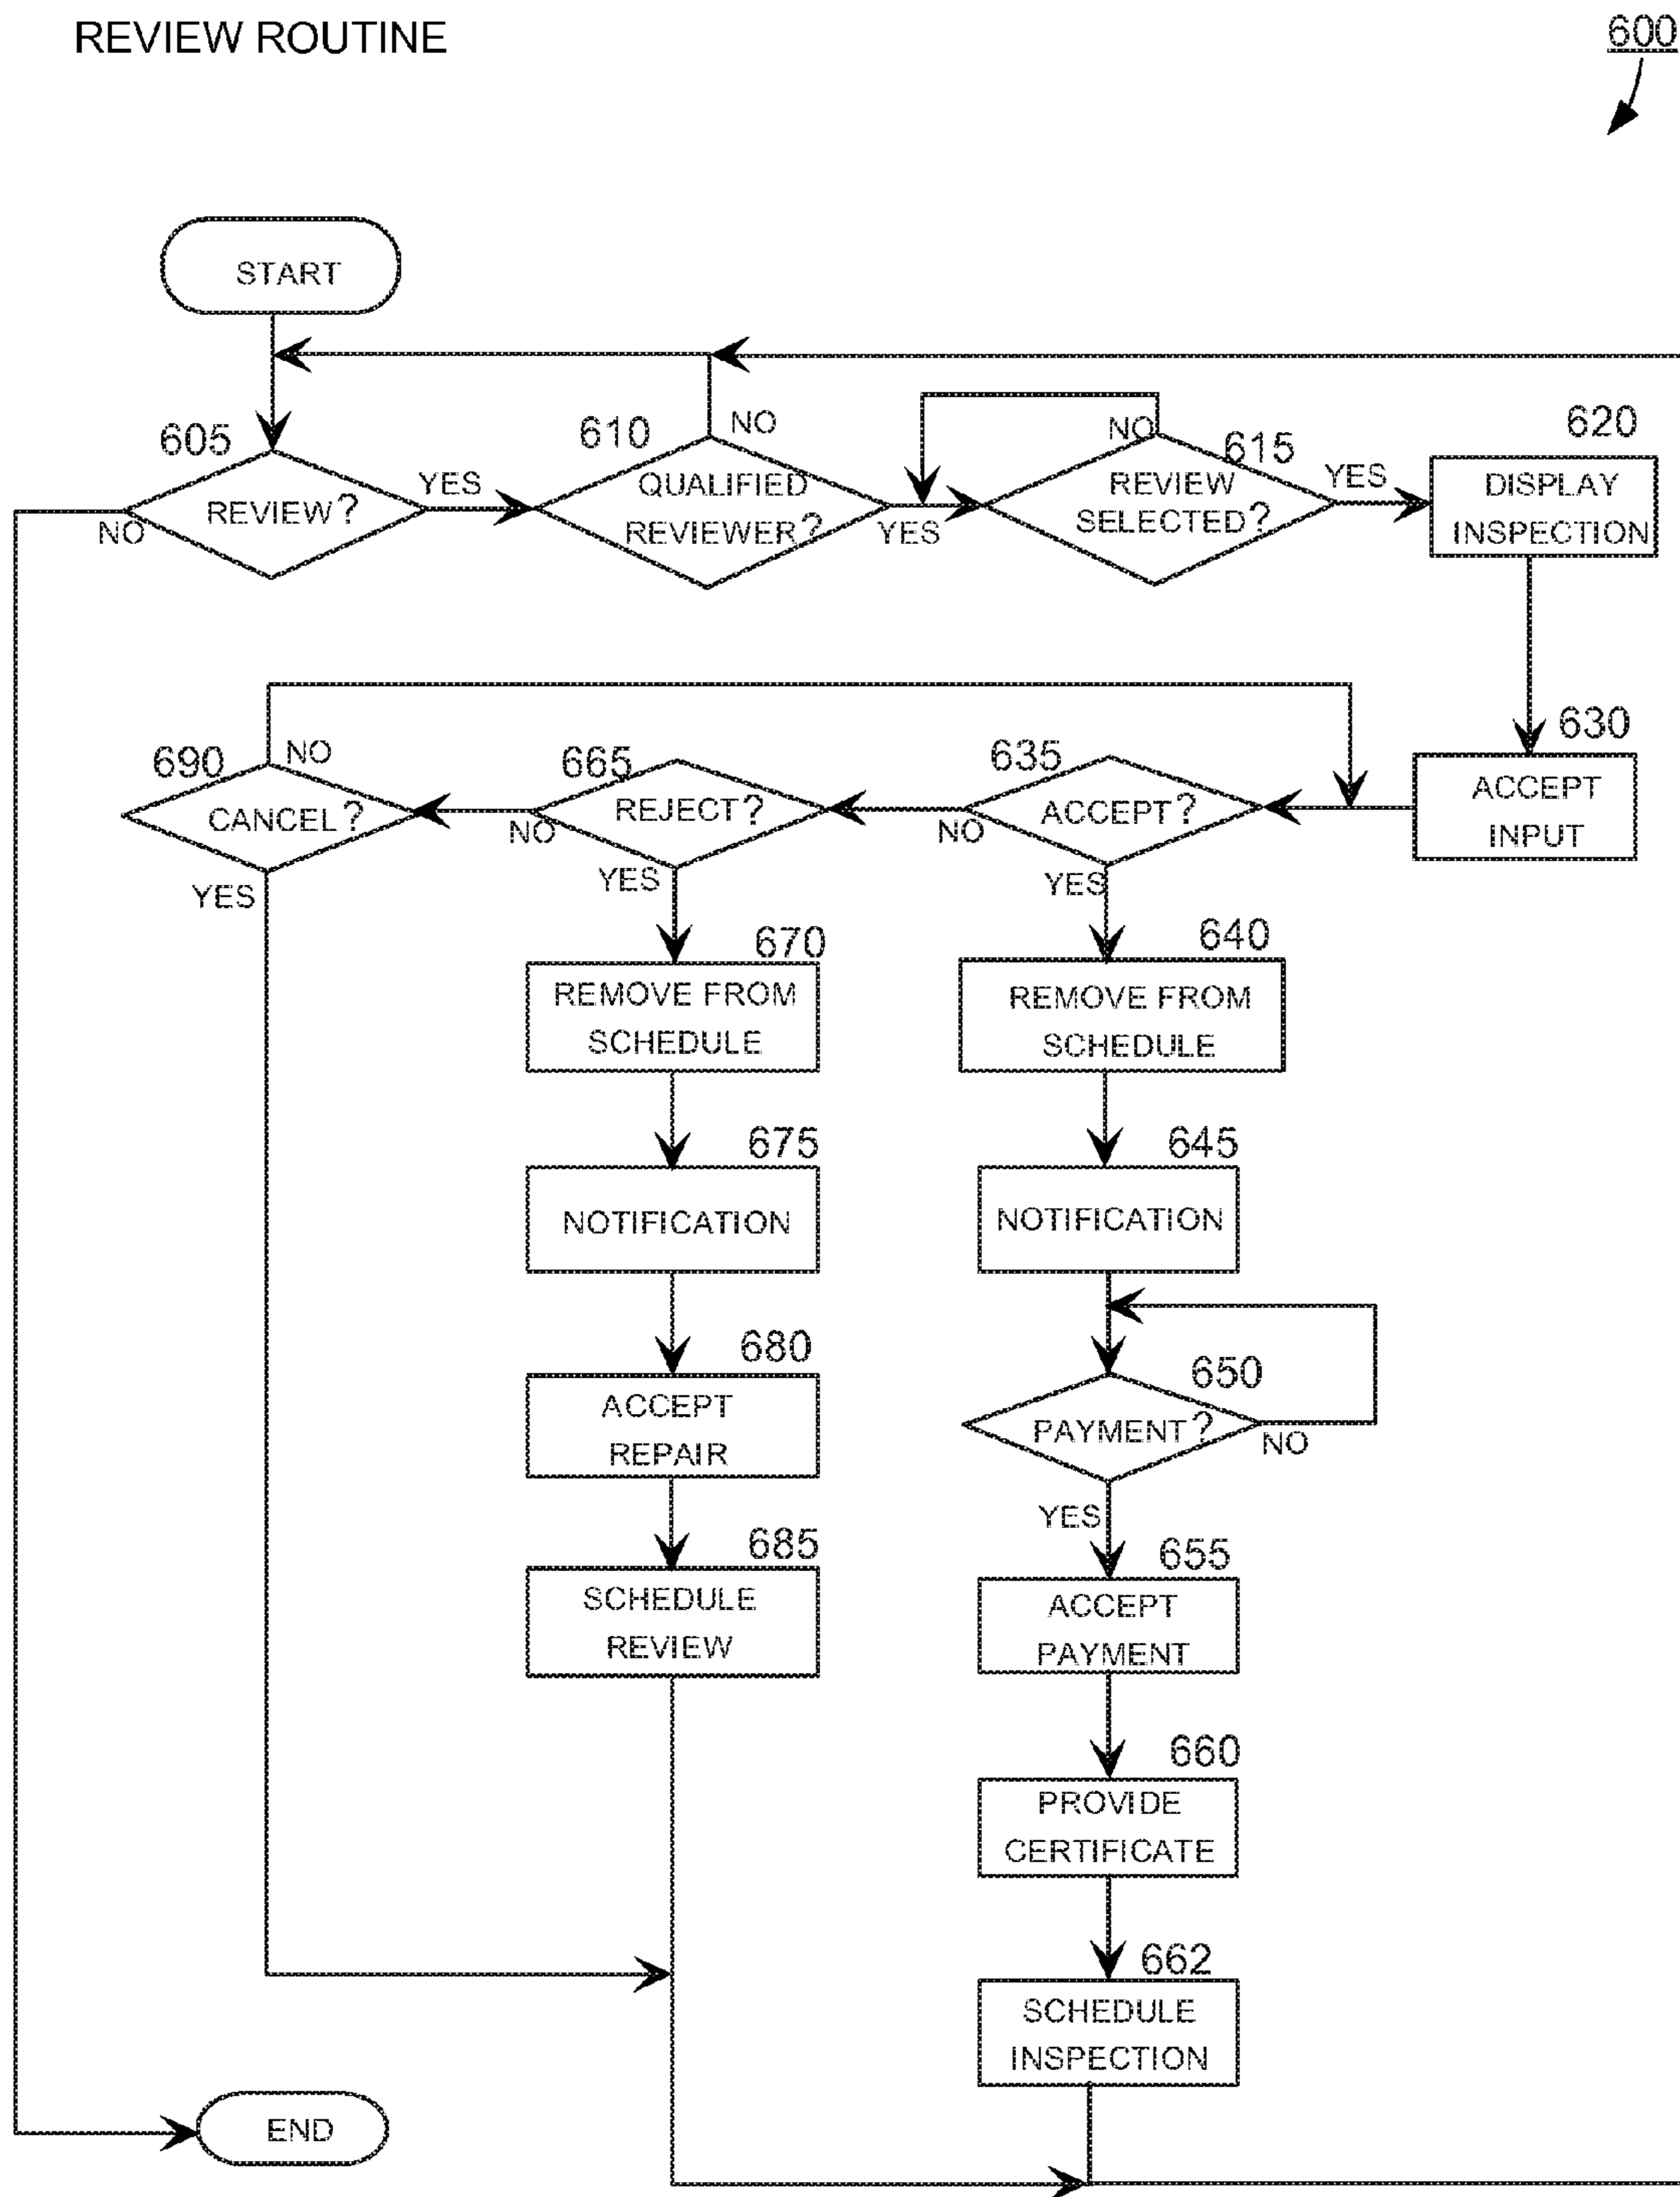 REVIEW ROUTINE
600
START
605
REVIEW?
YES
NO
610
QUALIFIED
REVIEWER?
NO
YES
615
REVIEW
SELECTED?
NO
YES
620
DISPLAY
INSPECTION
630
ACCEPT
INPUT
635
ACCEPT?
NO
YES
665
REJECT?
NO
YES
690
CANCEL?
NO
YES
670
REMOVE FROM
SCHEDULE
640
REMOVE FROM
SCHEDULE
675
NOTIFICATION
645
NOTIFICATION
680
ACCEPT
REPAIR
650
PAYMENT?
NO
YES
685
SCHEDULE
REVIEW
655
ACCEPT
PAYMENT
660
PROVIDE
CERTIFICATE
662
SCHEDULE
INSPECTION
END